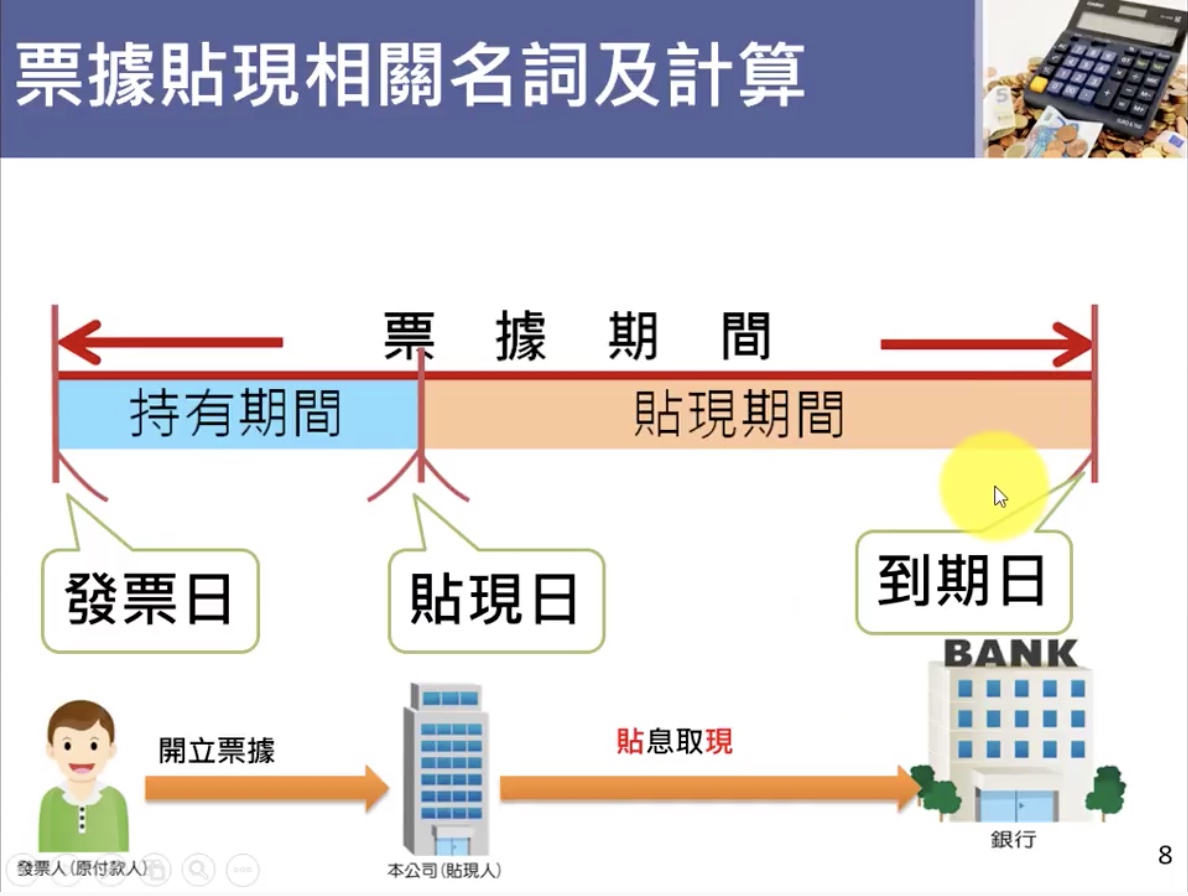 票據貼現相關名詞及計算
票據期間
持有期間
貼現期間
發票日
貼現日
到期日
BANK
開立票據
貼息取現
銀行
發票人(原付款人)
本公司(貼現人)
8